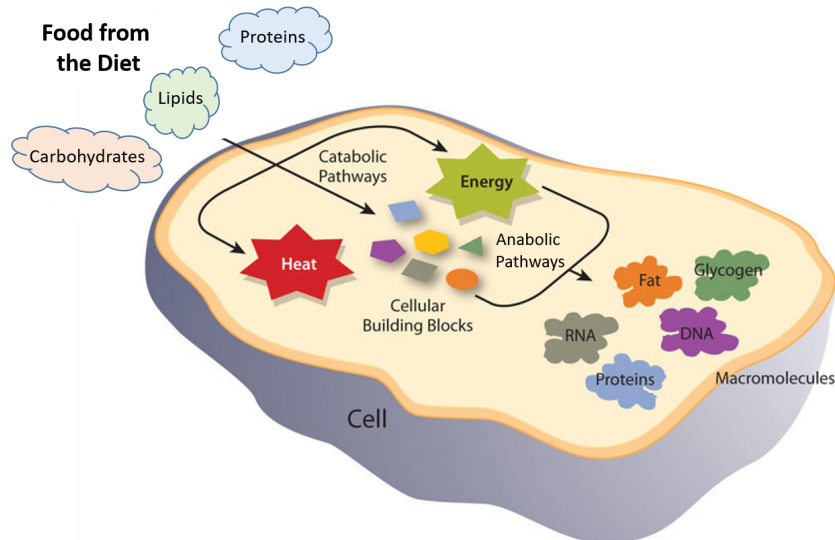 Food from
the Diet
Proteins
Lipids
Carbohydrates
Catabolic
Pathways
Energy
Heat
Anabolic
Pathways
Cellular
Building Blocks
Fat
Glycogen
RNA
DNA
Proteins
Macromolecules
Cell